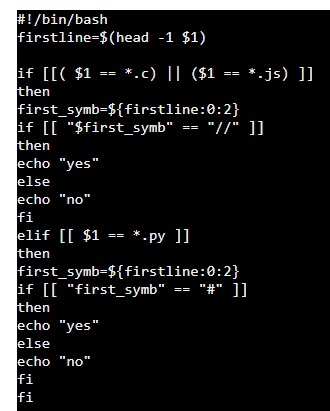 #!/bin/bash
firstline=$(head -1 $1)
if [[( $1 == *.c) || ($1 == *.js) ]]
then
first_symb=${firstline:0:2}
if [[ "$first_symb" == "//" ]]
then
echo "yes"
else
echo "no"
fi
elif [[ $1 == *.py ]]
then
first_symb=${firstline:0:2}
if [[ "first_symb" == "#" ]]
then
echo "yes"
else
echo "no"
fi
fi